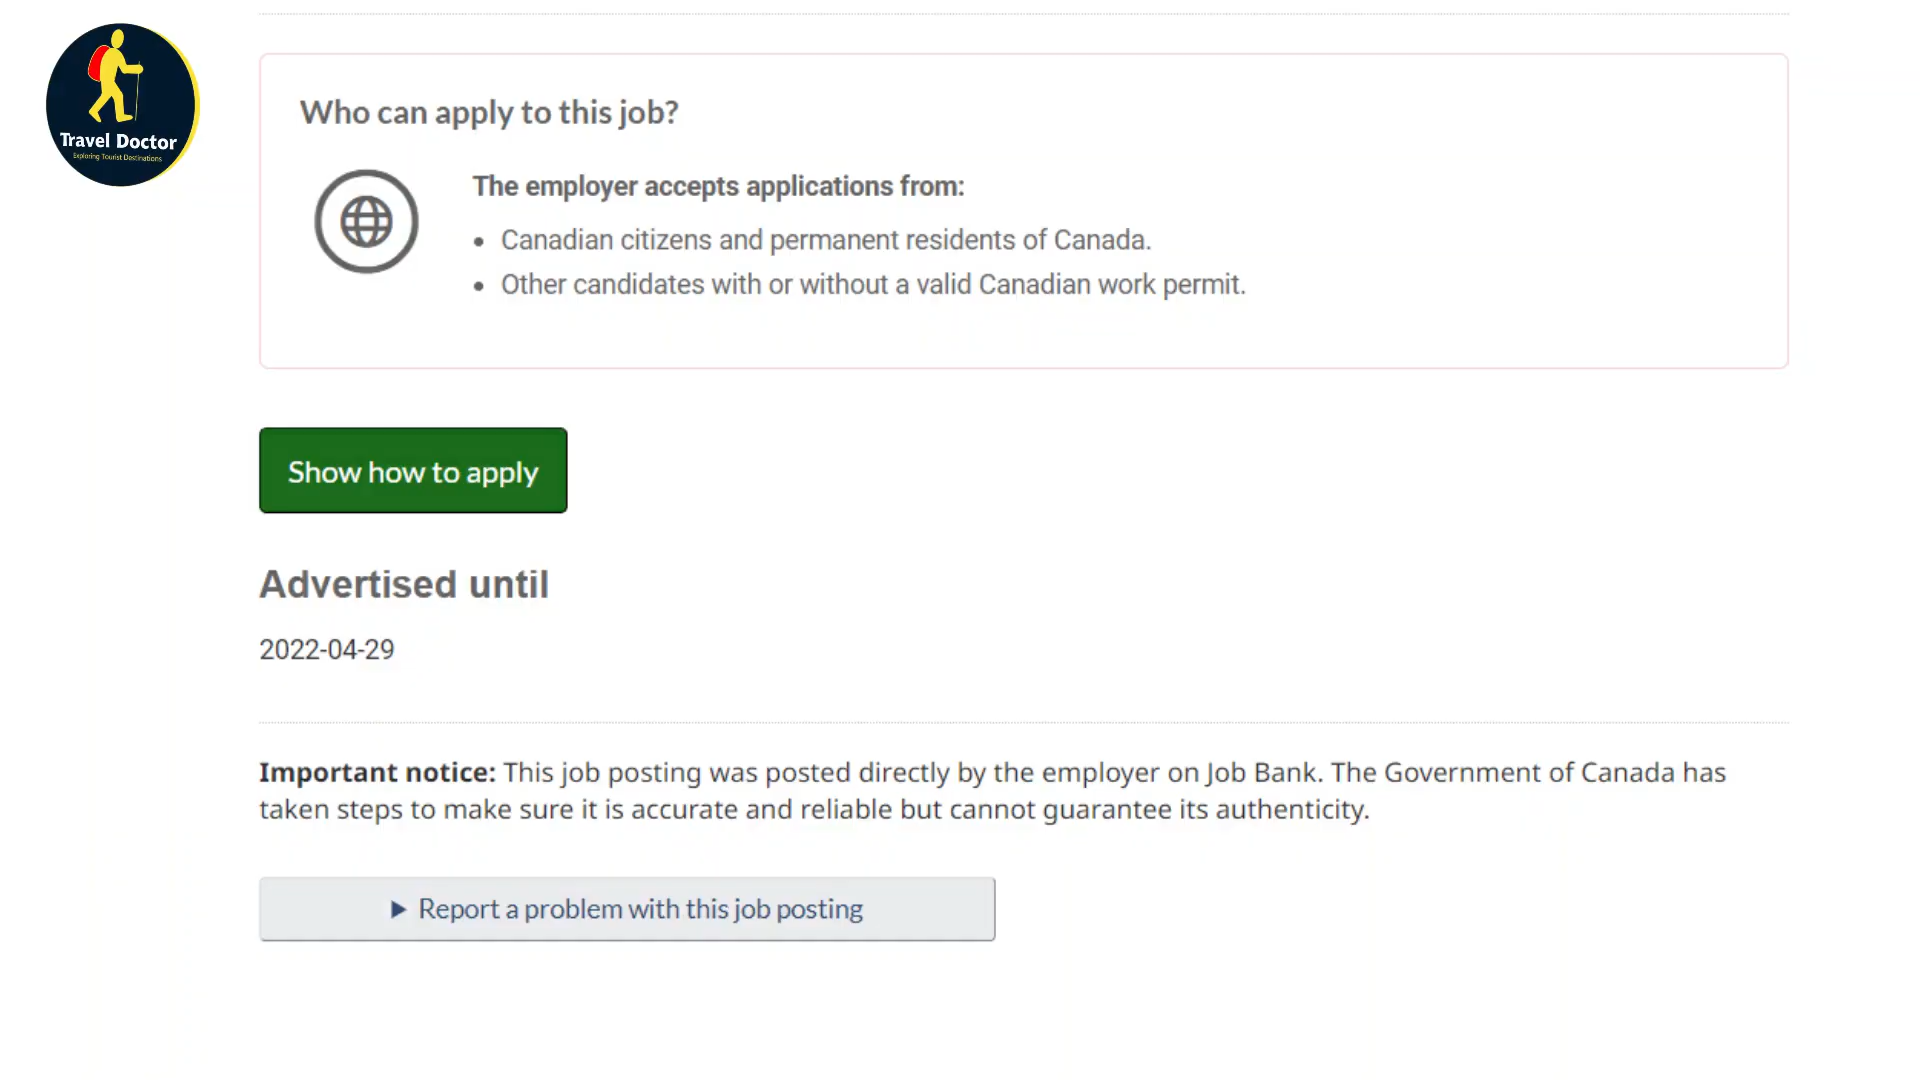 Travel Doctor
Exploring Tourist Destinations
Who can apply to this job?
The employer accepts applications from:
• Canadian citizens and permanent residents of Canada.
• Other candidates with or without a valid Canadian work permit.
Show how to apply
Advertised until
2022-04-29
Important notice: This job posting was posted directly by the employer on Job Bank. The Government of Canada has
taken steps to make sure it is accurate and reliable but cannot guarantee its authenticity.
Report a problem with this job posting